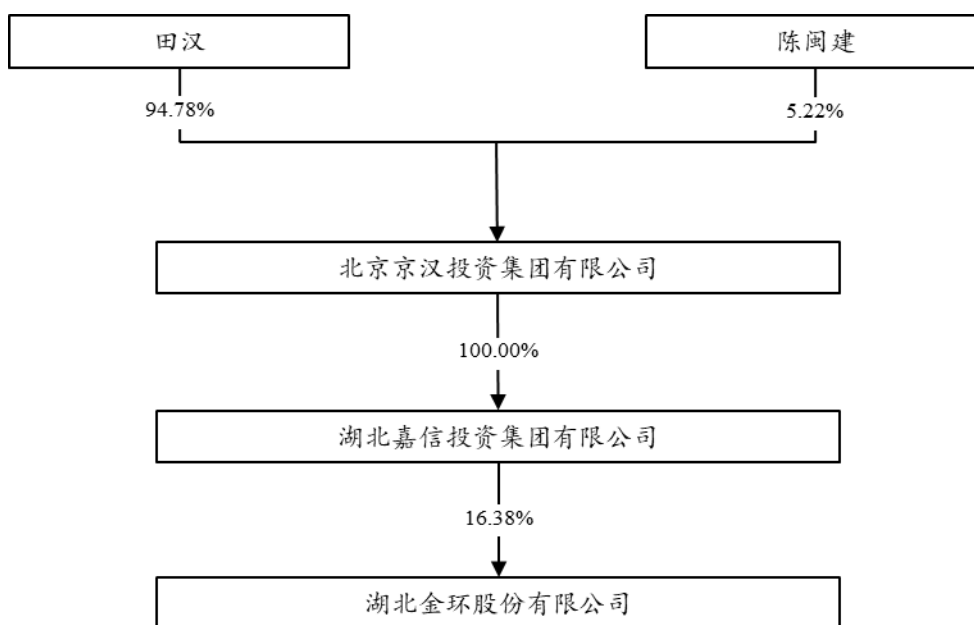 田汉
陈闽建
94.78%
5.22%
北京京汉投资集团有限公司
100.00%
湖北嘉信投资集团有限公司
16.38%
湖北金环股份有限公司